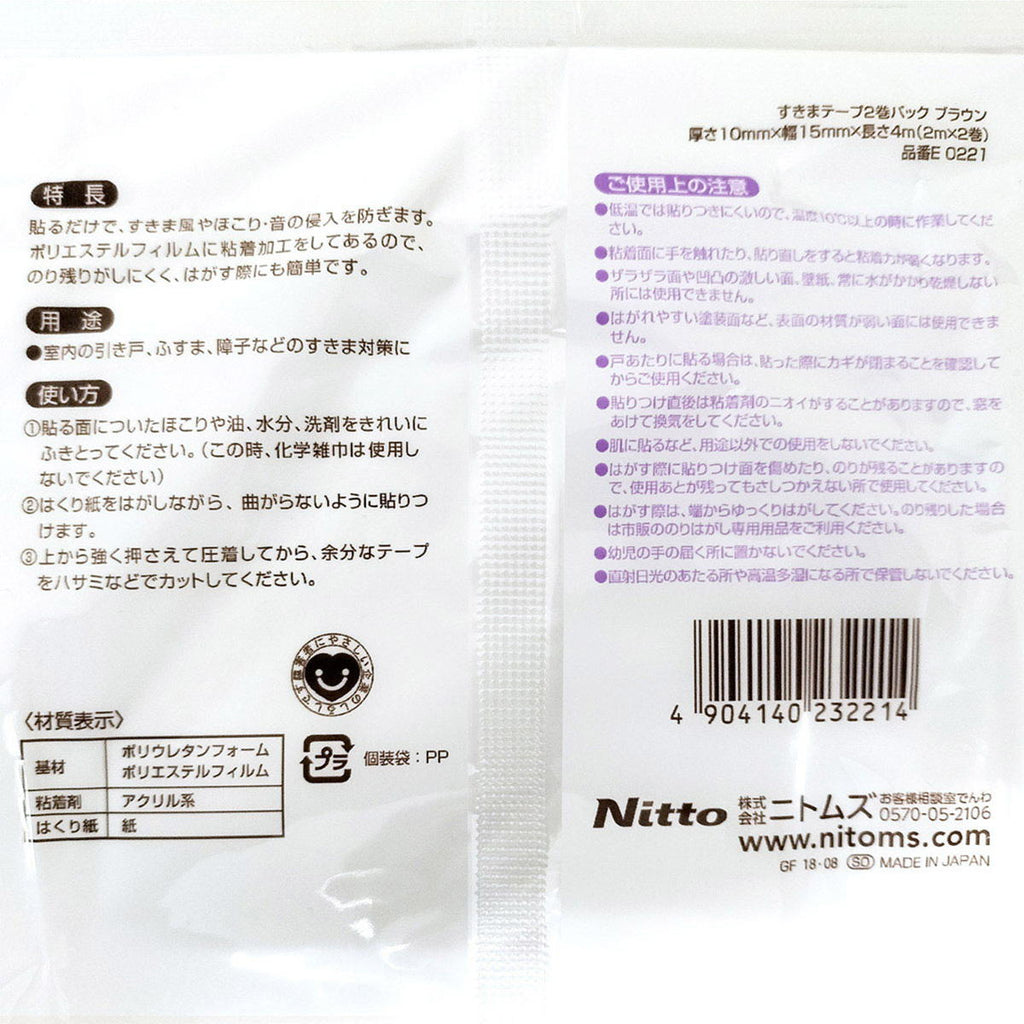 特長
貼るだけで、すきま風やほこり・音の侵入を防ぎます。
ポリエステルフィルムに粘着加工をしてあるので、
のり残りがしにくく、はがす際にも簡単です。
用途
●室内の引き戸、ふすま、障子などのすきま対策に
使い方
①貼る面についたほこりや油、水分、洗剤をきれいに
ふきとってください。（この時、化学雑巾は使用し
ないでください）
②はくり紙をはがしながら、曲がらないように貼りつ
けます。
③上から強く押さえて圧着してから、余分なテープ
をハサミなどでカットしてください。
障害者にやさしい企業のしるしです
〈材質表示〉
基材 ポリウレタンフォーム
ポリエステルフィルム
粘着剤 アクリル系
はくり紙 紙
プラ 個装袋：PP
すきまテープ2巻パック ブラウン
厚さ10mm×幅15mm×長さ4m(2m×2巻)
品番E 0221
ご使用上の注意
●低温では貼りつきにくいので、温度10℃以上の時に作業してくだ
さい。
●粘着面に手を触れたり、貼り直しをすると粘着力が弱くなります。
●ザラザラ面や凹凸の激しい面、壁紙、常に水がかかり乾燥しない
所には使用できません。
●はがれやすい塗装面など、表面の材質が弱い面には使用できま
せん。
●戸あたりに貼る場合は、貼った際にカギが閉まることを確認して
からご使用ください。
●貼りつけ直後は粘着剤のニオイがすることがありますので、窓を
あけて換気をしてください。
●肌に貼るなど、用途以外での使用をしないでください。
●はがす際に貼りつけ面を傷めたり、のりが残ることがありますの
で、使用あとが残ってもさしつかえない所で使用してください。
●はがす際は、端からゆっくりはがしてください。のり残りした場合
は市販ののりはがし専用用品をご利用ください。
●幼児の手の届く所に置かないでください。
●直射日光のあたる所や高温多湿になる所で保管しないでください。
4 904140 232214
Nitto 株式会社ニトムズ お客様相談室でんわ
0570-05-2106
www.nitoms.com
GF 18・08 SO MADE IN JAPAN